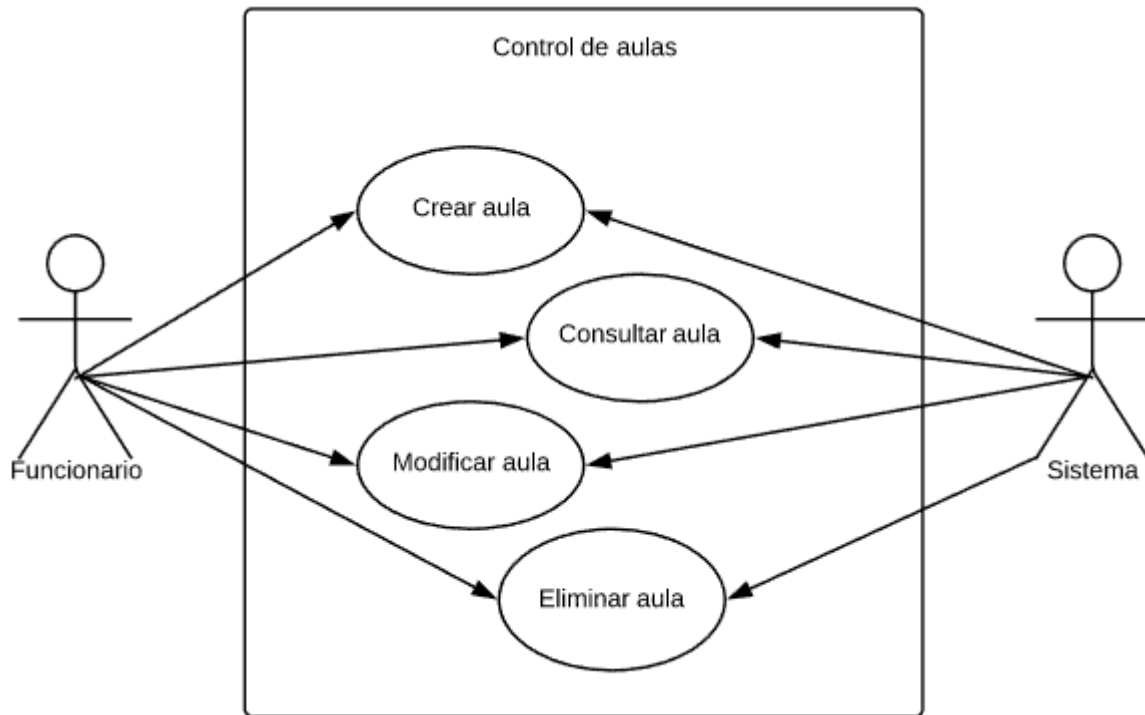 Control de aulas
Crear aula
Consultar aula
Modificar aula
Funcionario
Sistema
Eliminar aula